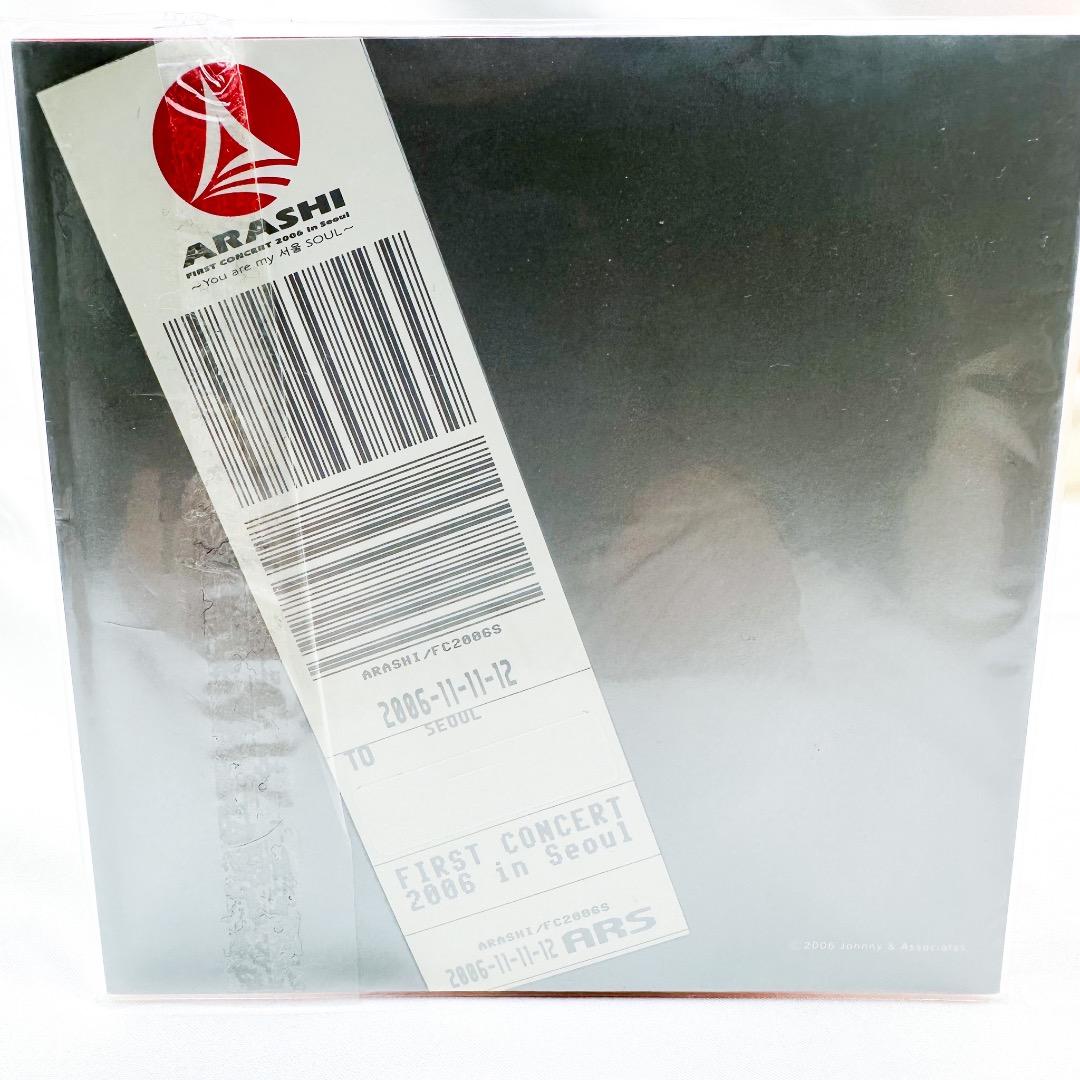 ARASHI
FIRST CONCERT 2006 in Seoul
~You are my 서울 SOUL~
ARASHI/FC2006S
2006-11-11-12
SEOUL
TO
FIRST CONCERT
2006 in Seoul
ARASHI/FC2006S
2006-11-11-12 ARS
© 2006 Johnny & Associates